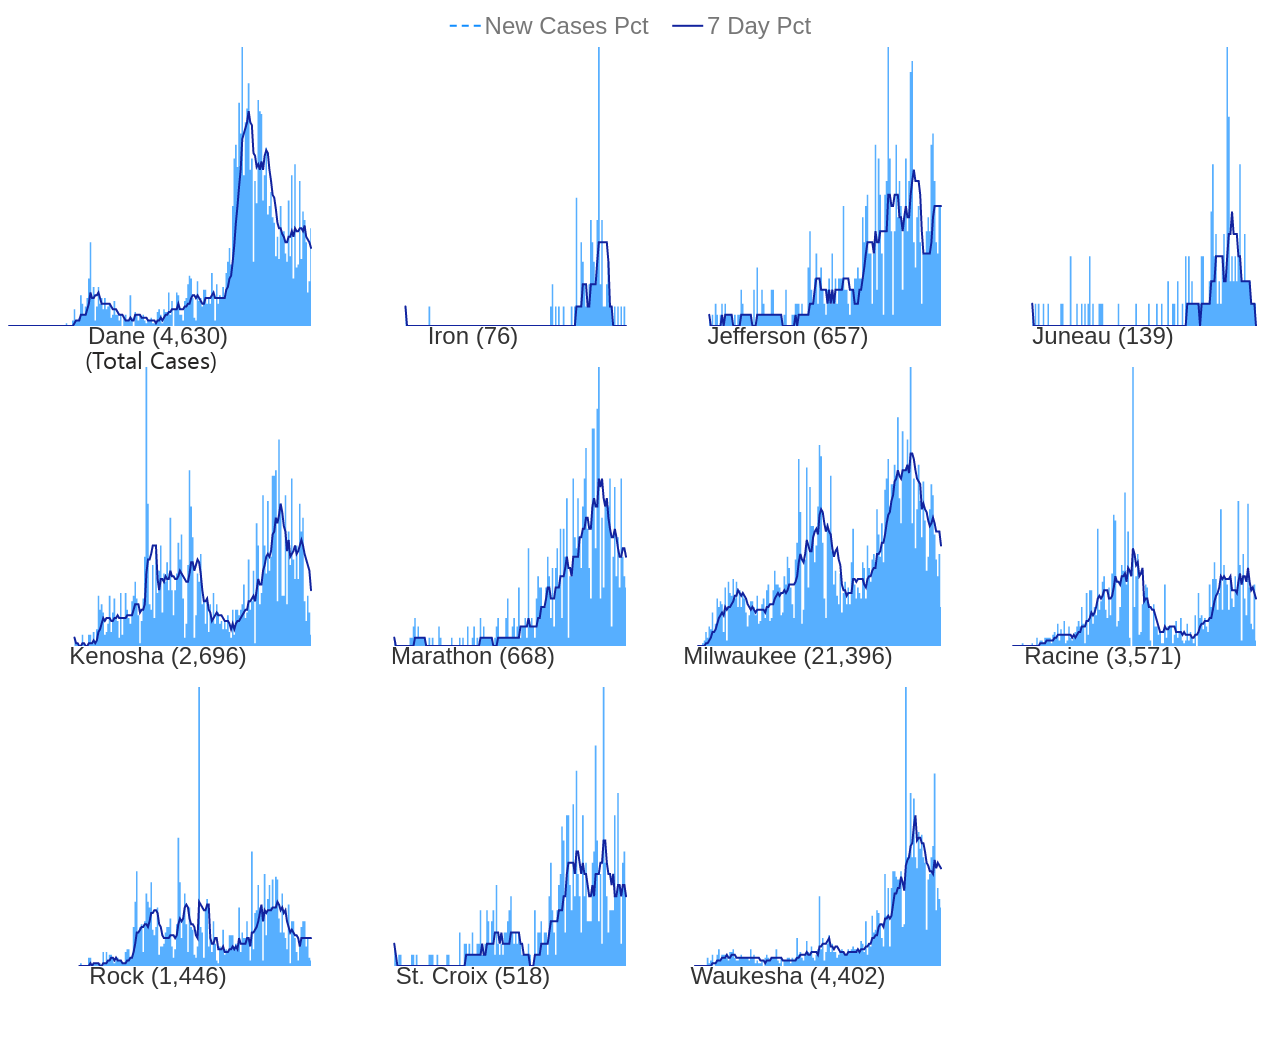 New Cases Pct 7 Day Pct
Dane (4,630) Iron (76) Jefferson (657) Juneau (139)
(Total Cases)
Kenosha (2,696) Marathon (668) Milwaukee (21,396) Racine (3,571)
Rock (1,446) St. Croix (518) Waukesha (4,402)